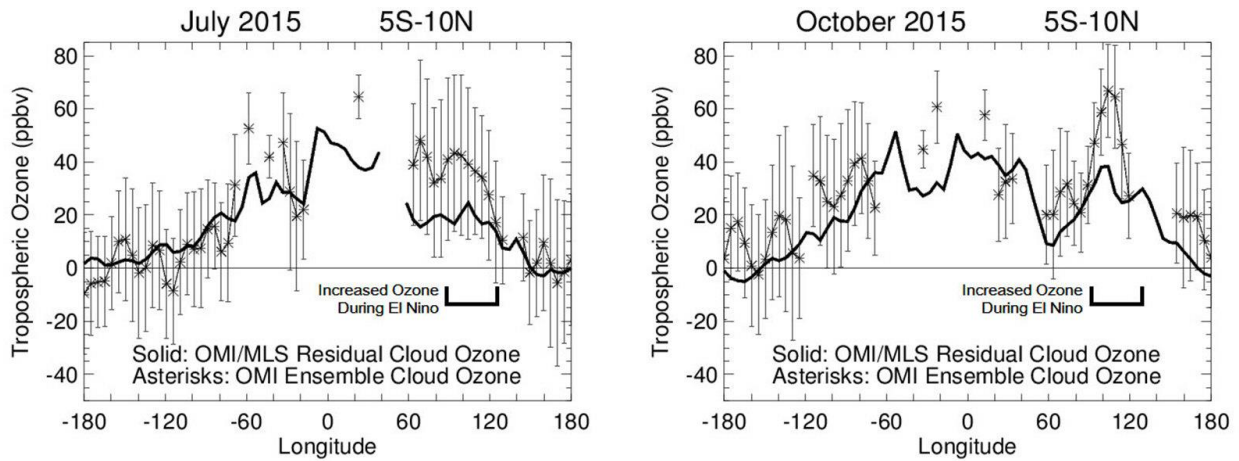 July 2015 5S-10N
Tropospheric Ozone (ppbv)
80
60
40
20
0
-20
-40
Increased Ozone
During El Nino
Solid: OMI/MLS Residual Cloud Ozone
Asterisks: OMI Ensemble Cloud Ozone
-180 -120 -60 0 60 120 180
Longitude
October 2015 5S-10N
Tropospheric Ozone (ppbv)
80
60
40
20
0
-20
-40
Increased Ozone
During El Nino
Solid: OMI/MLS Residual Cloud Ozone
Asterisks: OMI Ensemble Cloud Ozone
-180 -120 -60 0 60 120 180
Longitude